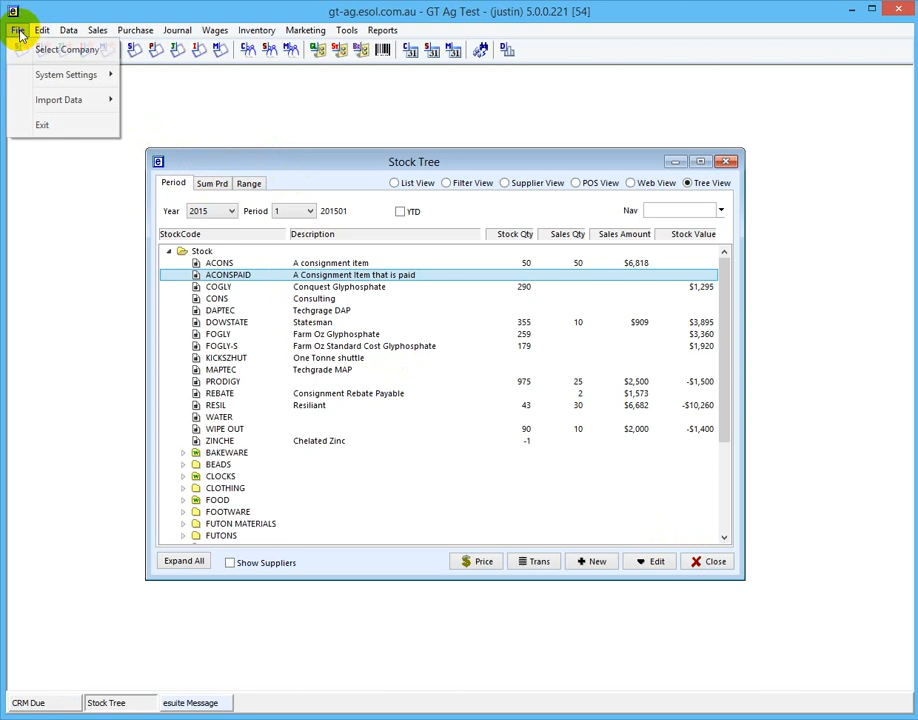 gt-ag.esol.com.au - GT Ag Test - (justin) 5.0.0.221 [54]
File Edit Data Sales Purchase Journal Wages Inventory Marketing Tools Reports
Select Company
System Settings
Import Data
Exit
Stock Tree
Period Sum Prd Range
List View Filter View Supplier View POS View Web View Tree View
Year 2015 Period 1 201501 YTD Nav
StockCode Description Stock Qty Sales Qty Sales Amount Stock Value
Stock
ACONS A consignment item 50 50 $6,818
ACONSPAID A Consignment Item that is paid
COGLY Conquest Glyphosphate 290 $1,295
CONS Consulting
DAPTEC Techgrage DAP
DOWSTATE Statesman 355 10 $909 $3,895
FOGLY Farm Oz Glyphosphate 259 $3,360
FOGLY-S Farm Oz Standard Cost Glyphosphate 179 $1,920
KICKSZHUT One Tonne shuttle
MAPTEC Techgrade MAP
PRODIGY 975 25 $2,500 -$1,500
REBATE Consignment Rebate Payable 2 $1,573
RESIL Resiliant 43 30 $6,682 -$10,260
WATER
WIPE OUT 90 10 $2,000 -$1,400
ZINCHE Chelated Zinc -1
BAKEWARE
BEADS
CLOCKS
CLOTHING
FOOD
FOOTWARE
FUTON MATERIALS
FUTONS
Expand All Show Suppliers Price Trans New Edit Close
CRM Due Stock Tree esuite Message